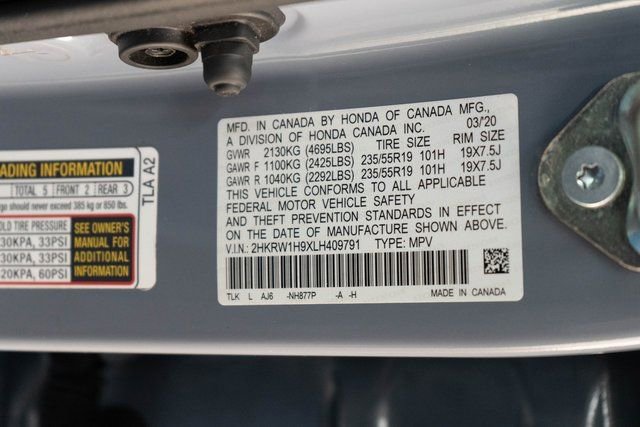 ADING INFORMATION
TOTAL 5 FRONT 2 REAR 3
rgo should never exceed 385 kg or 850 lbs.
OLD TIRE PRESSURE
30KPA, 33PSI
30KPA, 33PSI
20KPA, 60PSI
SEE OWNER'S
MANUAL FOR
ADDITIONAL
INFORMATION
TLA A2
MFD. IN CANADA BY HONDA OF CANADA MFG.,
A DIVISION OF HONDA CANADA INC. 03/'20
GVWR 2130KG (4695LBS) TIRE SIZE RIM SIZE
GAWR F 1100KG (2425LBS) 235/55R19 101H 19X7.5J
GAWR R 1040KG (2292LBS) 235/55R19 101H 19X7.5J
THIS VEHICLE CONFORMS TO ALL APPLICABLE
FEDERAL MOTOR VEHICLE SAFETY
AND THEFT PREVENTION STANDARDS IN EFFECT
ON THE DATE OF MANUFACTURE SHOWN ABOVE.
V.I.N.: 2HKRW1H9XLH409791 TYPE: MPV
TLK L AJ6 -NH877P -A -H MADE IN CANADA